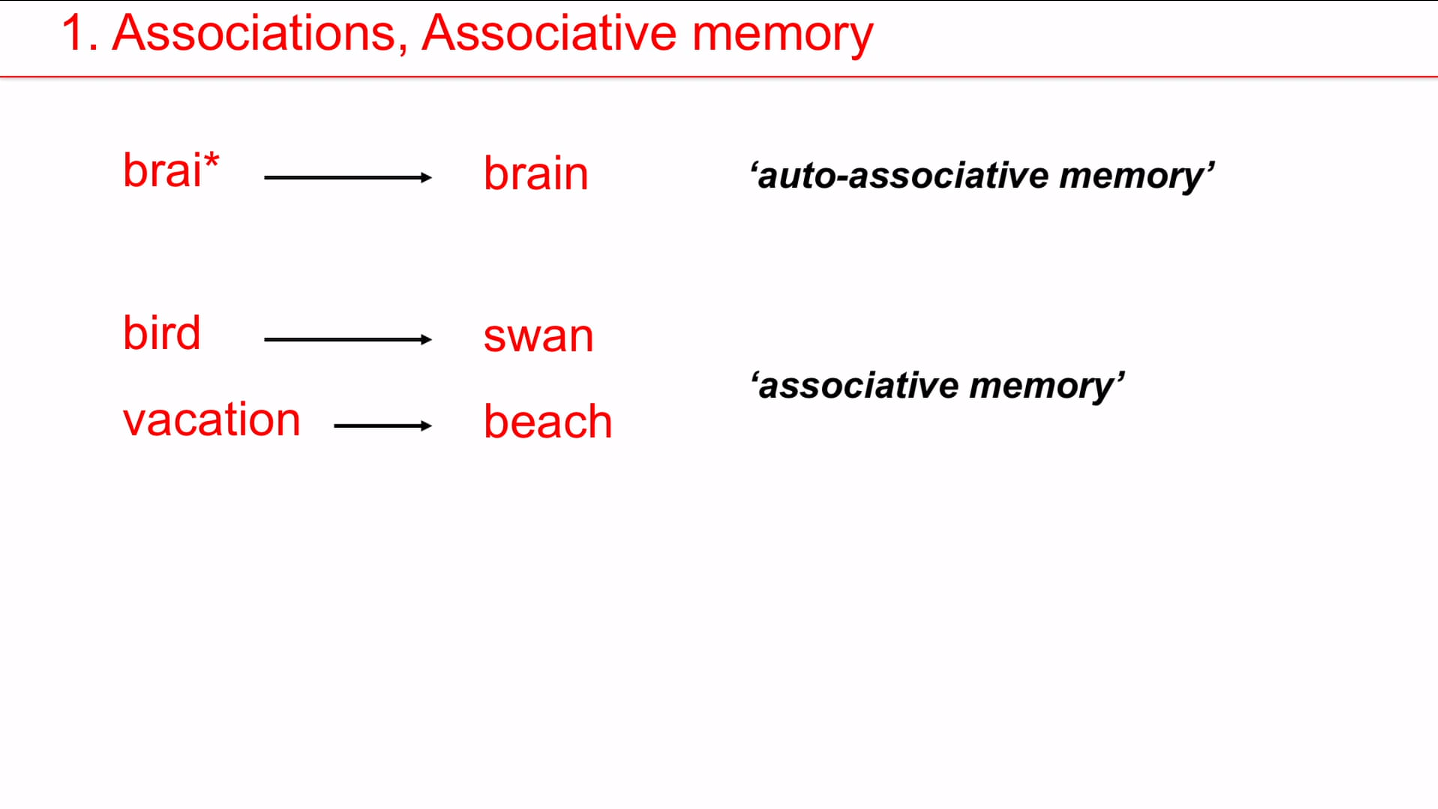 1. Associations, Associative memory
brai* brain ‘auto-associative memory’
bird swan
‘associative memory’
vacation beach